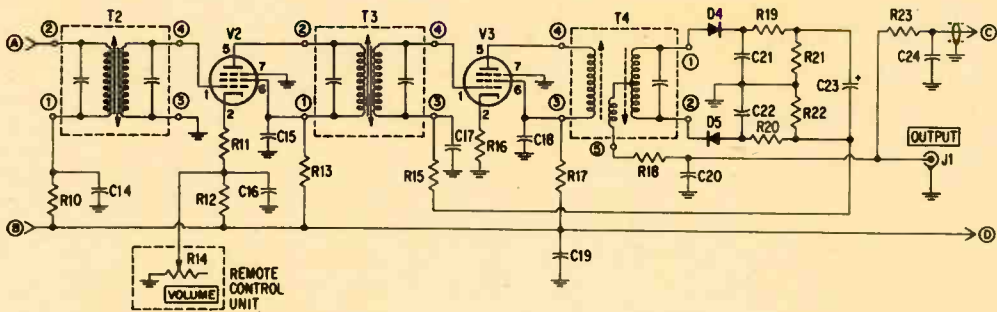 T2
T3
T4
A
2
4
V2
5
7
1
6
2
2
4
V3
5
7
1
6
2
4
1
D4
R19
R23
C
C21
R21
C23
+
C24
1
3
R11
C15
1
3
C17
R16
C18
3
2
5
C22
R22
D5
R20
OUTPUT
J1
R10
C14
R12
C16
R13
R15
R17
R18
C20
B
D
R14
VOLUME
REMOTE
CONTROL
UNIT
C19